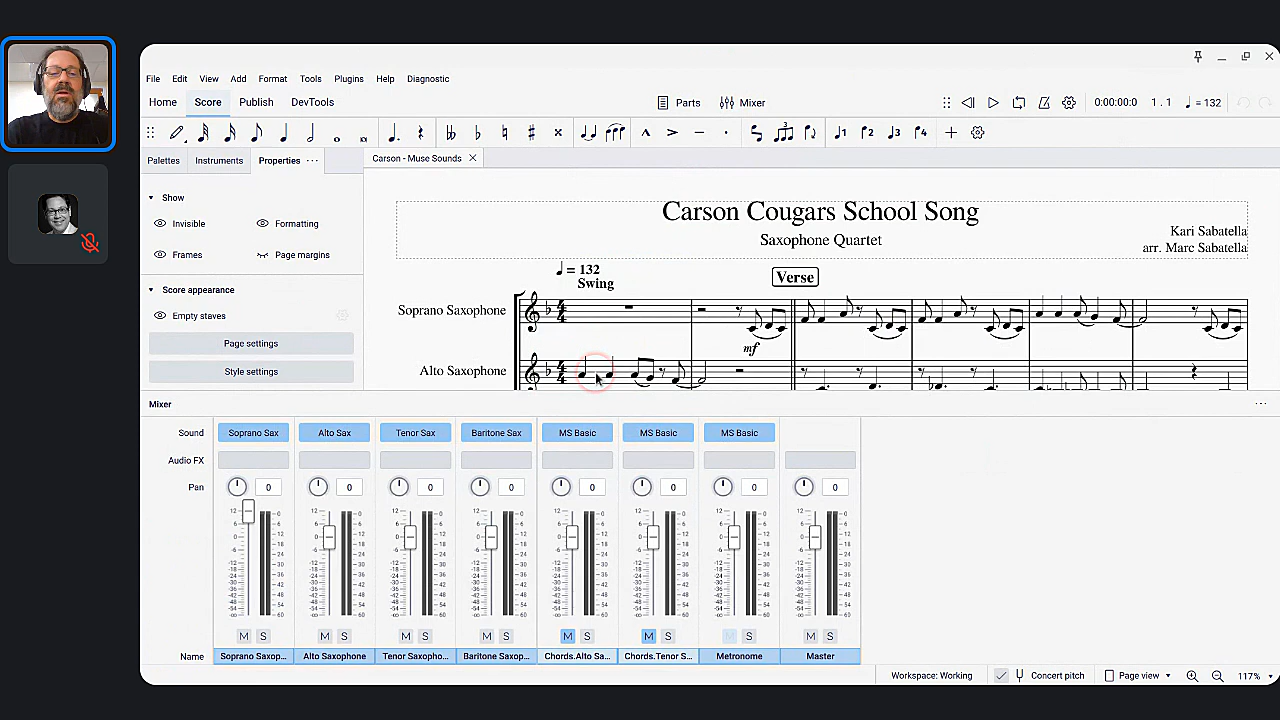 File Edit View Add Format Tools Plugins Help Diagnostic
Home Score Publish DevTools Parts Mixer 0:00:00:0 1 . 1 = 132
1 2 3 4
Palettes Instruments Properties ··· Carson - Muse Sounds
Show
Invisible Formatting
Frames Page margins
Score appearance
Empty staves
Page settings
Style settings
Carson Cougars School Song
Saxophone Quartet
Kari Sabatella
arr. Marc Sabatella
= 132
Swing
Verse
Soprano Saxophone
mf
Alto Saxophone
Mixer
Sound Soprano Sax Alto Sax Tenor Sax Baritone Sax MS Basic MS Basic MS Basic
Audio FX
Pan 0 0 0 0 0 0 0 0
M S M S M S M S M S M S M S M S
Name Soprano Saxop... Alto Saxophone Tenor Saxopho... Baritone Saxop... Chords.Alto Sa... Chords.Tenor S... Metronome Master
Workspace: Working Concert pitch Page view 117%